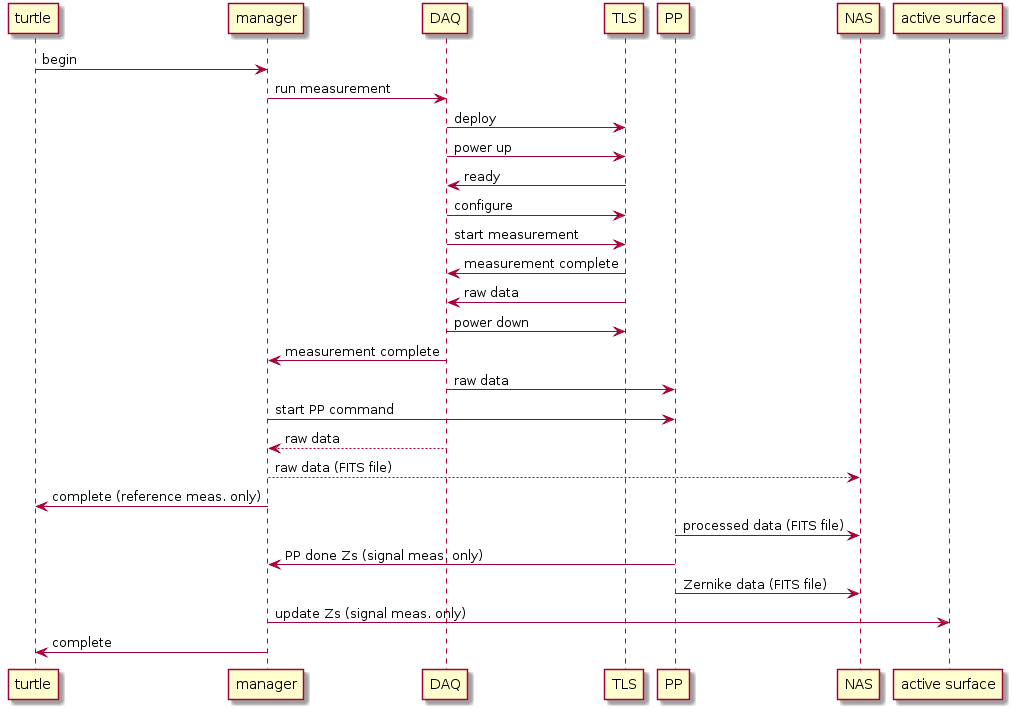 turtle manager DAQ TLS PP NAS active surface
begin
run measurement
deploy
power up
ready
configure
start measurement
measurement complete
raw data
power down
measurement complete
raw data
start PP command
raw data
raw data (FITS file)
complete (reference meas. only)
processed data (FITS file)
PP done Zs (signal meas. only)
Zernike data (FITS file)
update Zs (signal meas. only)
complete
turtle manager DAQ TLS PP NAS active surface